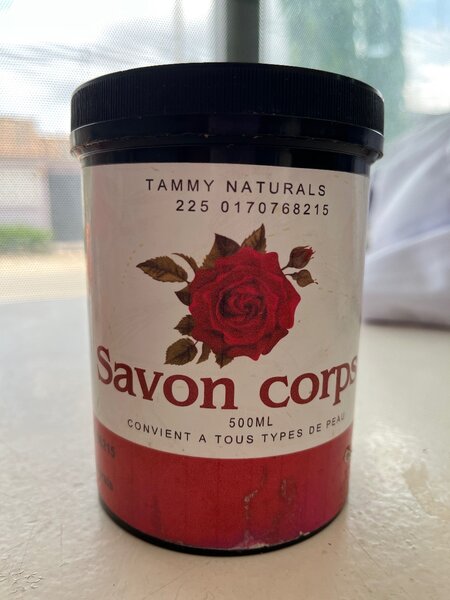 TAMMY NATURALS
225 0170768215
Savon corps
500ML
CONVIENT A TOUS TYPES DE PEAU